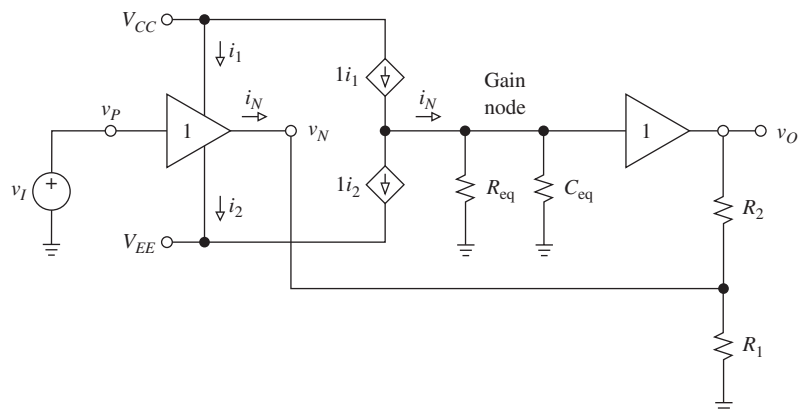 V_CC
i_1
1i_1
Gain
node
v_P
i_N
i_N
1
v_N
1
v_O
v_I
+
i_2
1i_2
R_eq
C_eq
R_2
V_EE
R_1